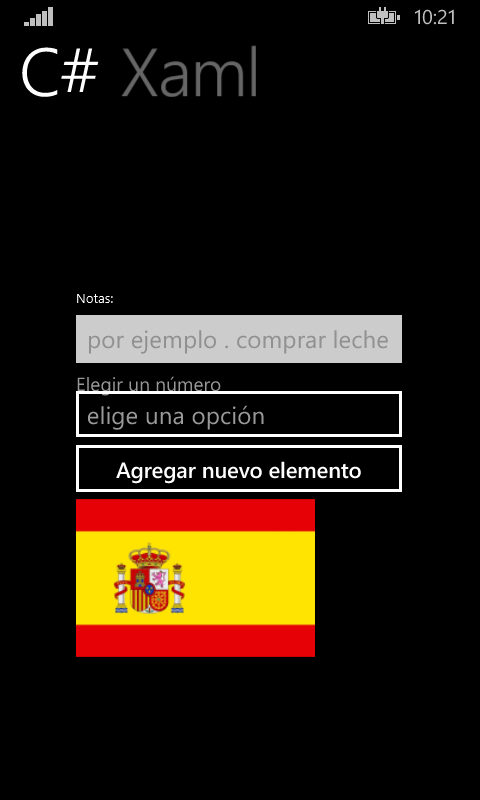 10:21
C# Xaml
Notas:
por ejemplo . comprar leche
Elegir un número
elige una opción
Agregar nuevo elemento